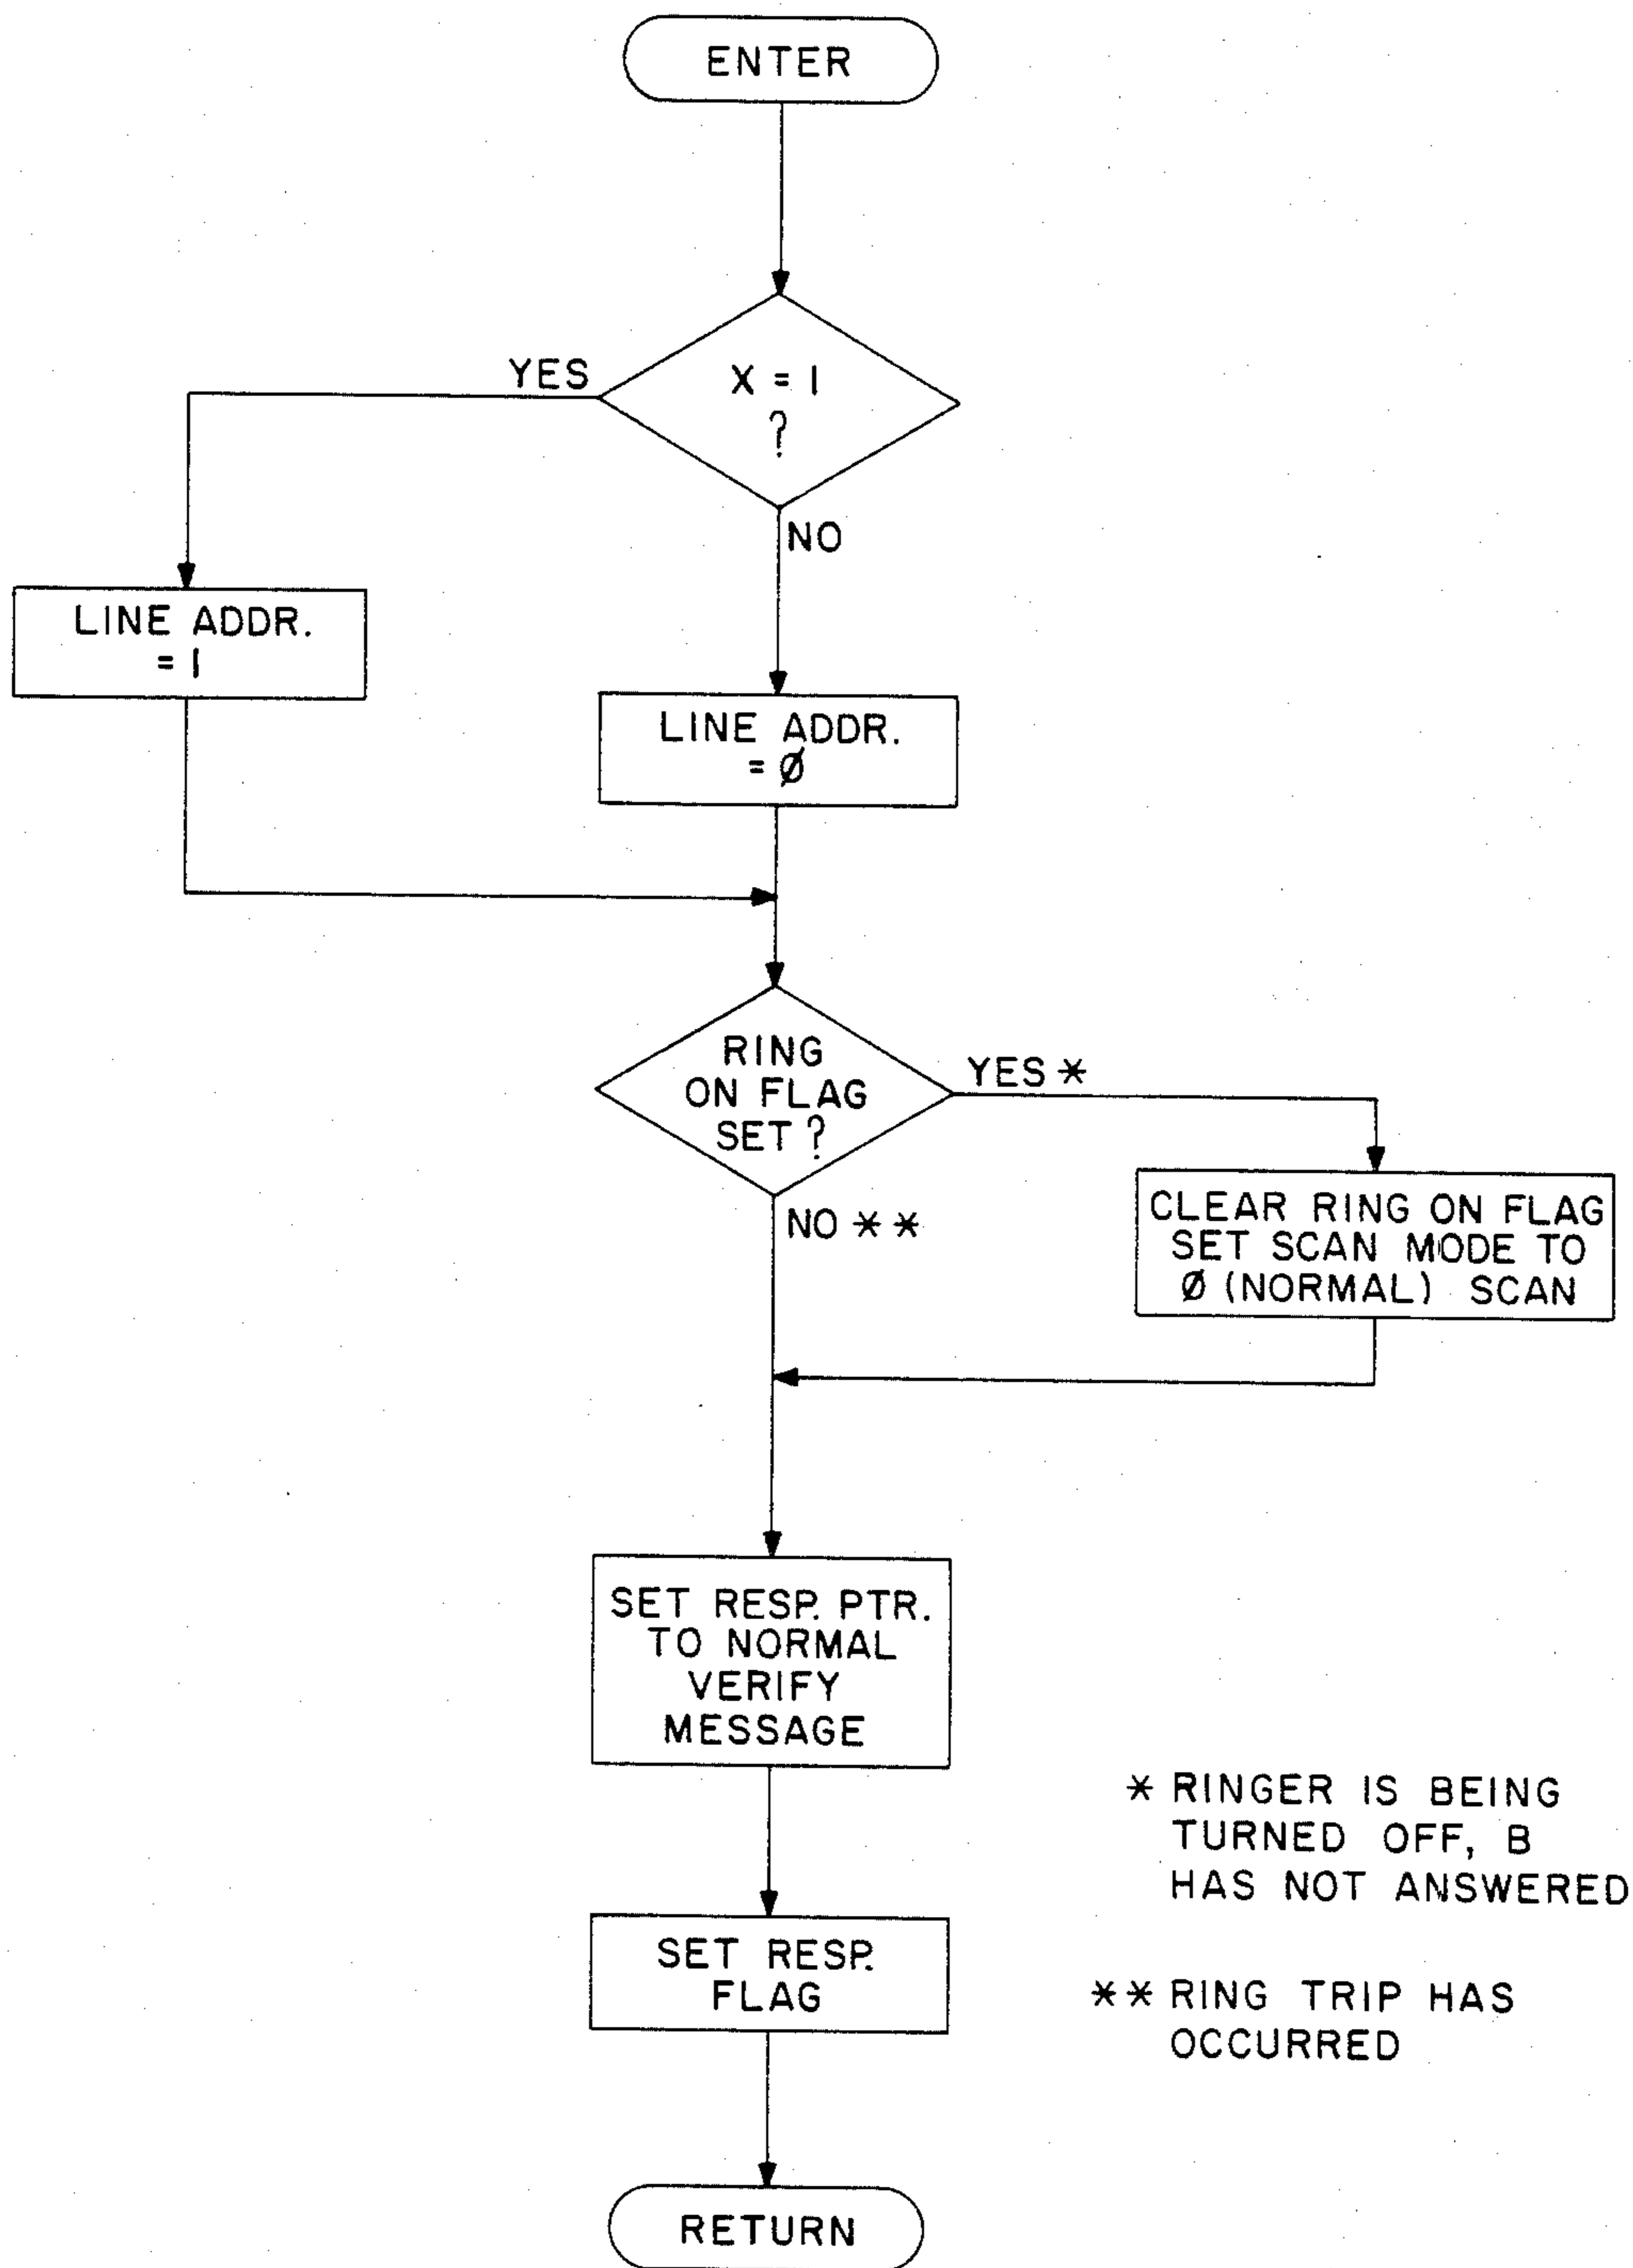 ENTER
X = 1
?
YES
NO
LINE ADDR.
= 1
LINE ADDR.
= Ø
RING
ON FLAG
SET ?
YES *
NO * *
CLEAR RING ON FLAG
SET SCAN MODE TO
Ø (NORMAL) SCAN
SET RESP. PTR.
TO NORMAL
VERIFY
MESSAGE
SET RESP.
FLAG
RETURN
* RINGER IS BEING
TURNED OFF, B
HAS NOT ANSWERED
** RING TRIP HAS
OCCURRED